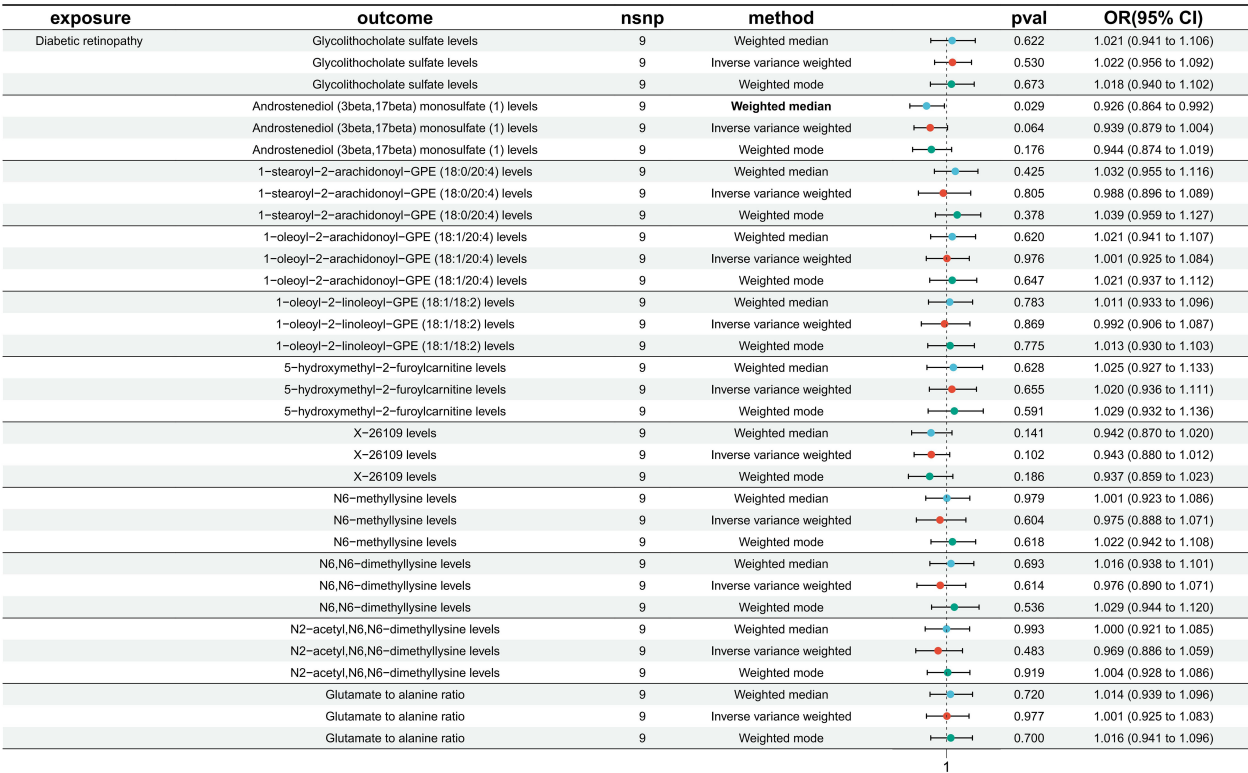 exposure outcome nsnp method pval OR(95% CI)
Diabetic retinopathy Glycolithocholate sulfate levels 9 Weighted median 0.622 1.021 (0.941 to 1.106)
Glycolithocholate sulfate levels 9 Inverse variance weighted 0.530 1.022 (0.956 to 1.092)
Glycolithocholate sulfate levels 9 Weighted mode 0.673 1.018 (0.940 to 1.102)
Androstenediol (3beta,17beta) monosulfate (1) levels 9 Weighted median 0.029 0.926 (0.864 to 0.992)
Androstenediol (3beta,17beta) monosulfate (1) levels 9 Inverse variance weighted 0.064 0.939 (0.879 to 1.004)
Androstenediol (3beta,17beta) monosulfate (1) levels 9 Weighted mode 0.176 0.944 (0.874 to 1.019)
1−stearoyl−2−arachidonoyl−GPE (18:0/20:4) levels 9 Weighted median 0.425 1.032 (0.955 to 1.116)
1−stearoyl−2−arachidonoyl−GPE (18:0/20:4) levels 9 Inverse variance weighted 0.805 0.988 (0.896 to 1.089)
1−stearoyl−2−arachidonoyl−GPE (18:0/20:4) levels 9 Weighted mode 0.378 1.039 (0.959 to 1.127)
1−oleoyl−2−arachidonoyl−GPE (18:1/20:4) levels 9 Weighted median 0.620 1.021 (0.941 to 1.107)
1−oleoyl−2−arachidonoyl−GPE (18:1/20:4) levels 9 Inverse variance weighted 0.976 1.001 (0.925 to 1.084)
1−oleoyl−2−arachidonoyl−GPE (18:1/20:4) levels 9 Weighted mode 0.647 1.021 (0.937 to 1.112)
1−oleoyl−2−linoleoyl−GPE (18:1/18:2) levels 9 Weighted median 0.783 1.011 (0.933 to 1.096)
1−oleoyl−2−linoleoyl−GPE (18:1/18:2) levels 9 Inverse variance weighted 0.869 0.992 (0.906 to 1.087)
1−oleoyl−2−linoleoyl−GPE (18:1/18:2) levels 9 Weighted mode 0.775 1.013 (0.930 to 1.103)
5−hydroxymethyl−2−furoylcarnitine levels 9 Weighted median 0.628 1.025 (0.927 to 1.133)
5−hydroxymethyl−2−furoylcarnitine levels 9 Inverse variance weighted 0.655 1.020 (0.936 to 1.111)
5−hydroxymethyl−2−furoylcarnitine levels 9 Weighted mode 0.591 1.029 (0.932 to 1.136)
X−26109 levels 9 Weighted median 0.141 0.942 (0.870 to 1.020)
X−26109 levels 9 Inverse variance weighted 0.102 0.943 (0.880 to 1.012)
X−26109 levels 9 Weighted mode 0.186 0.937 (0.859 to 1.023)
N6−methyllysine levels 9 Weighted median 0.979 1.001 (0.923 to 1.086)
N6−methyllysine levels 9 Inverse variance weighted 0.604 0.975 (0.888 to 1.071)
N6−methyllysine levels 9 Weighted mode 0.618 1.022 (0.942 to 1.108)
N6,N6−dimethyllysine levels 9 Weighted median 0.693 1.016 (0.938 to 1.101)
N6,N6−dimethyllysine levels 9 Inverse variance weighted 0.614 0.976 (0.890 to 1.071)
N6,N6−dimethyllysine levels 9 Weighted mode 0.536 1.029 (0.944 to 1.120)
N2−acetyl,N6,N6−dimethyllysine levels 9 Weighted median 0.993 1.000 (0.921 to 1.085)
N2−acetyl,N6,N6−dimethyllysine levels 9 Inverse variance weighted 0.483 0.969 (0.886 to 1.059)
N2−acetyl,N6,N6−dimethyllysine levels 9 Weighted mode 0.919 1.004 (0.928 to 1.086)
Glutamate to alanine ratio 9 Weighted median 0.720 1.014 (0.939 to 1.096)
Glutamate to alanine ratio 9 Inverse variance weighted 0.977 1.001 (0.925 to 1.083)
Glutamate to alanine ratio 9 Weighted mode 0.700 1.016 (0.941 to 1.096)
1